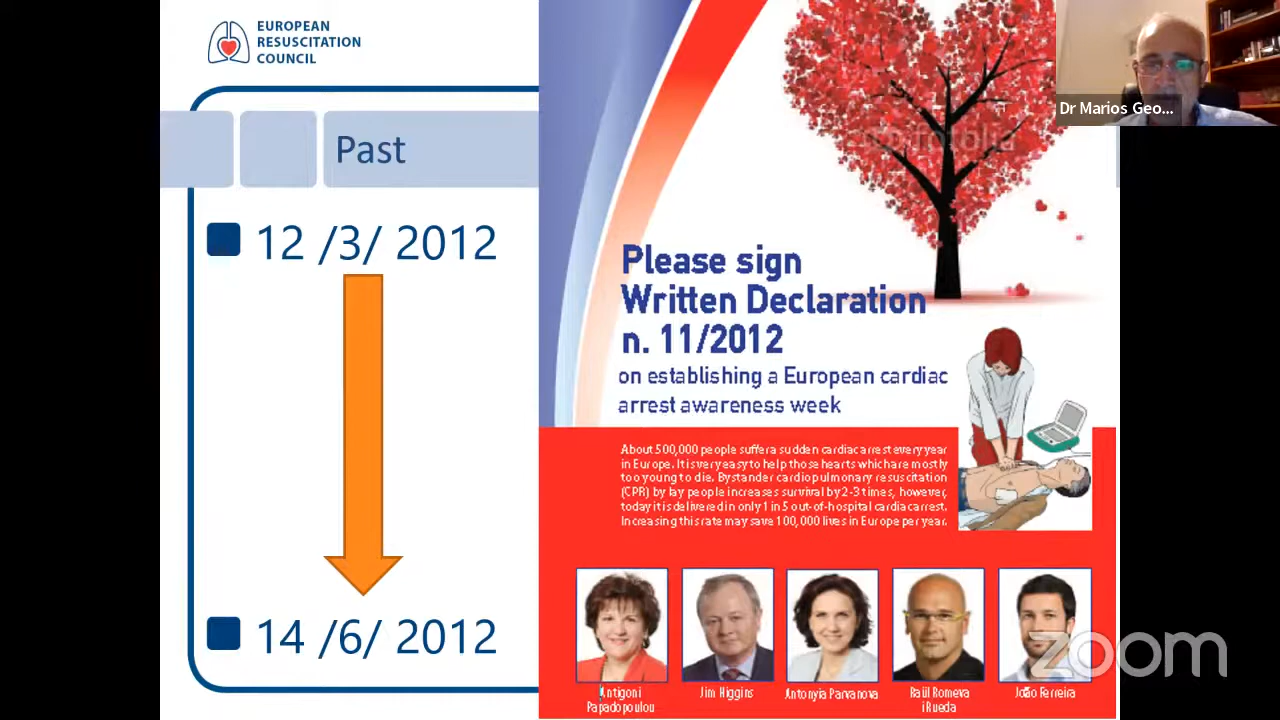 EUROPEAN
RESUSCITATION
COUNCIL
Past
12 /3/ 2012
14 /6/ 2012
fotolia
Please sign
Written Declaration
n. 11/2012
on establishing a European cardiac
arrest awareness week
About 500,000 people suffer a sudden cardiac arrest every year
in Europe. It is very easy to help those hearts which are mostly
too young to die. Bystander cardiopulmonary resuscitation
(CPR) by lay people increases survival by 2-3 times, however,
today it is delivered in only 1 in 5 out-of-hospital cardiac arrest.
Increasing this rate may save 100,000 lives in Europe per year.
Antigoni
Papadopoulou
Jim Higgins
Antonyia Parvanova
Raül Romeva
i Rueda
João Ferreira
Dr Marios Geo...
zoom